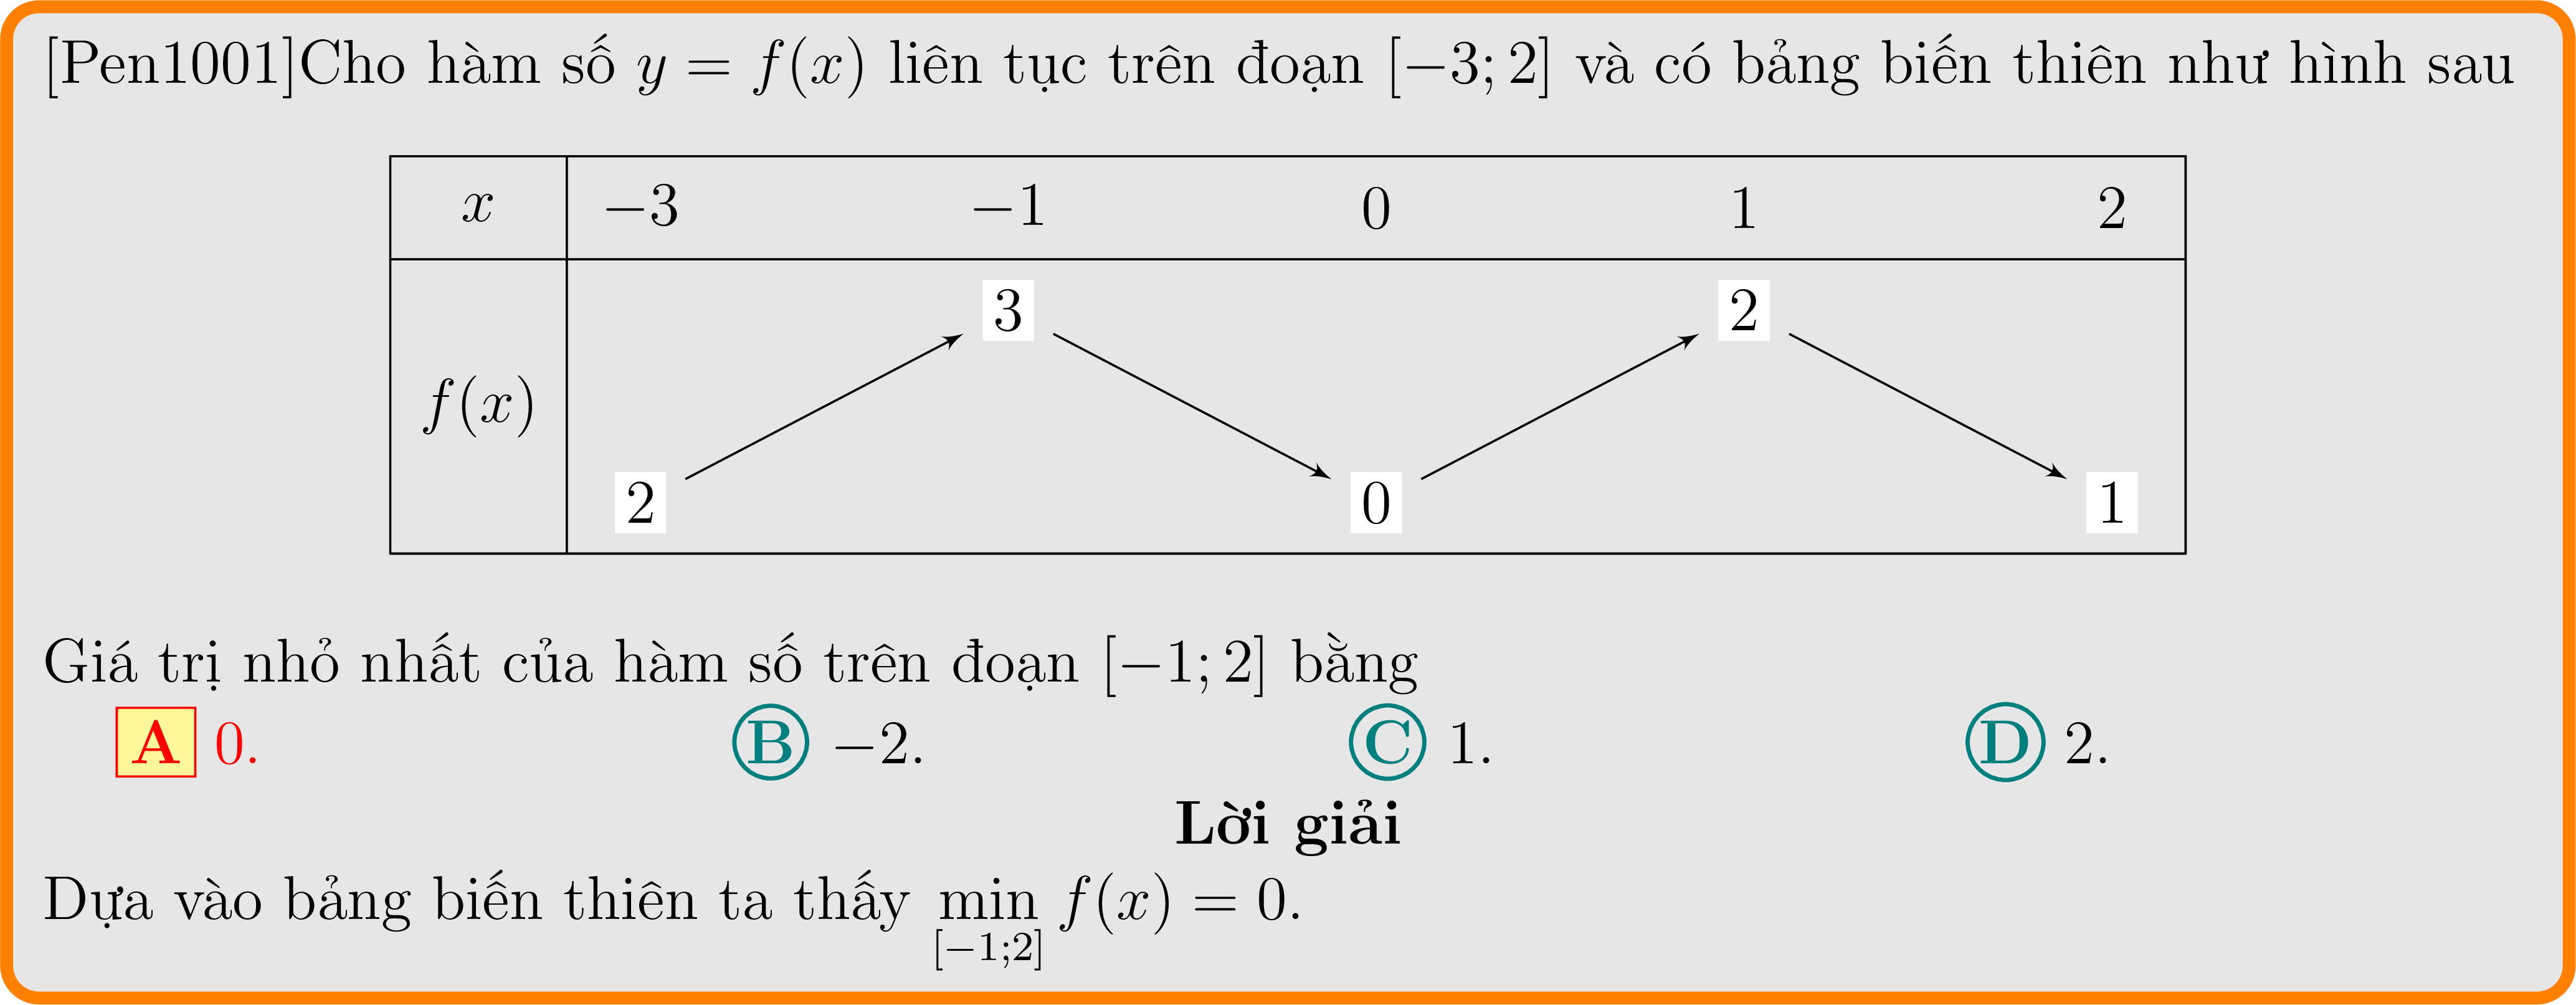 [Pen1001]Cho hàm số y = f(x) liên tục trên đoạn [−3; 2] và có bảng biến thiên như hình sau
x −3 −1 0 1 2
3 2
f(x)
2 0 1
Giá trị nhỏ nhất của hàm số trên đoạn [−1; 2] bằng
A 0. B −2. C 1. D 2.
Lời giải
Dựa vào bảng biến thiên ta thấy min f(x) = 0.
[−1;2]